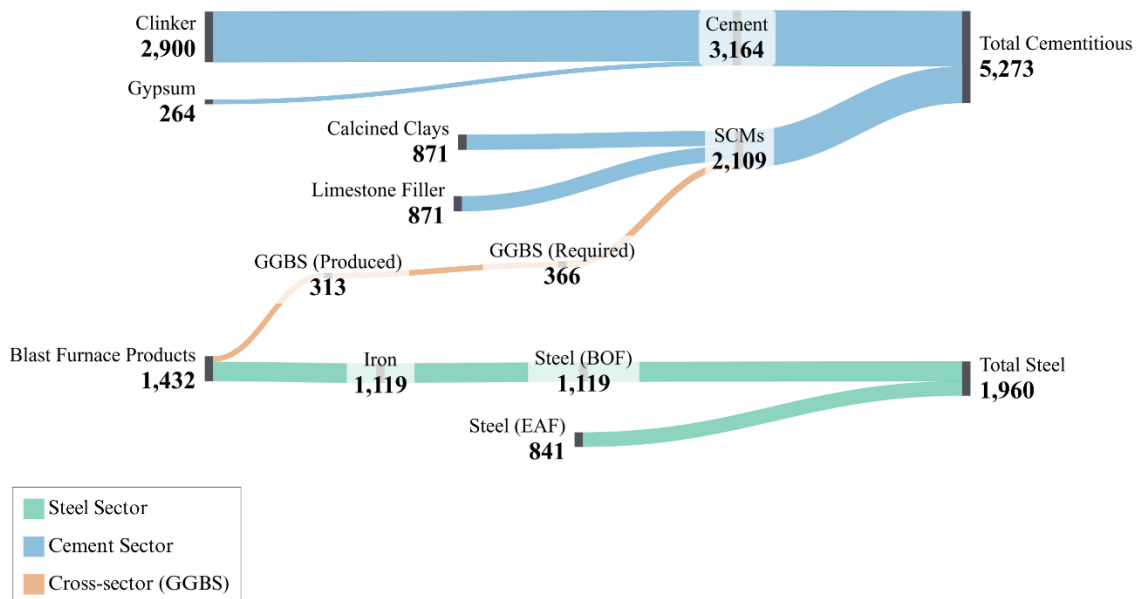 Clinker
2,900
Cement
3,164
Total Cementitious
5,273
Gypsum
264
Calcined Clays
871
SCMs
2,109
Limestone Filler
871
GGBS (Produced)
313
GGBS (Required)
366
Blast Furnace Products
1,432
Iron
1,119
Steel (BOF)
1,119
Total Steel
1,960
Steel (EAF)
841
Steel Sector
Cement Sector
Cross-sector (GGBS)